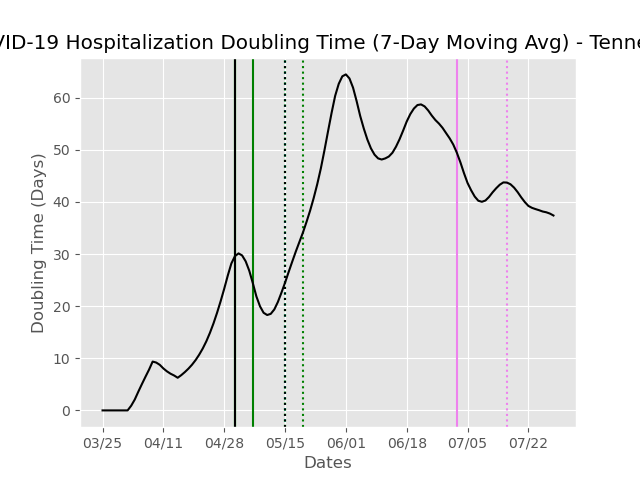 VID-19 Hospitalization Doubling Time (7-Day Moving Avg) - Tenne
Doubling Time (Days)
60
50
40
30
20
10
0
03/25 04/11 04/28 05/15 06/01 06/18 07/05 07/22
Dates